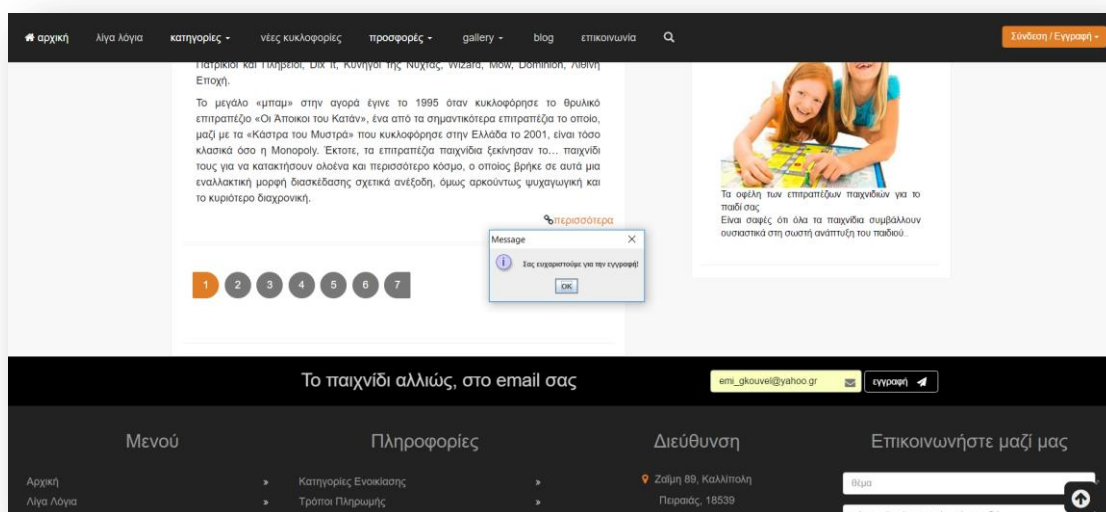 αρχική λίγα λόγια κατηγορίες νέες κυκλοφορίες προσφορές gallery blog επικοινωνία Σύνδεση / Εγγραφή
Πατρίκιοι και Πληβείοι, Dix It, Κυνηγοί της Νύχτας, Wizard, Mow, Dominion, Λίθινη
Εποχή.
Το μεγάλο «μπαμ» στην αγορά έγινε το 1995 όταν κυκλοφόρησε το θρυλικό
επιτραπέζιο «Οι Άποικοι του Κατάν», ένα από τα σημαντικότερα επιτραπέζια το οποίο,
μαζί με τα «Κάστρα του Μυστρά» που κυκλοφόρησε στην Ελλάδα το 2001, είναι τόσο
κλασικά όσο η Monopoly. Έκτοτε, τα επιτραπέζια παιχνίδια ξεκίνησαν το… παιχνίδι
τους για να κατακτήσουν ολοένα και περισσότερο κόσμο, ο οποίος βρήκε σε αυτά μια
εναλλακτική μορφή διασκέδασης σχετικά ανέξοδη, όμως αρκούντως ψυχαγωγική και
το κυριότερο διαχρονική.
περισσότερα
Τα οφέλη των επιτραπέζιων παιχνιδιών για το
παιδί σας
Είναι σαφές ότι όλα τα παιχνίδια συμβάλλουν
ουσιαστικά στη σωστή ανάπτυξη του παιδιού..
Message
Σας ευχαριστούμε για την εγγραφή!
OK
1 2 3 4 5 6 7
Το παιχνίδι αλλιώς, στο email σας emi_gkouvel@yahoo.gr εγγραφή
Μενού Πληροφορίες Διεύθυνση Επικοινωνήστε μαζί μας
Αρχική » Κατηγορίες Ενοικίασης » Ζαΐμη 89, Καλλίπολη θέμα
Λίγα Λόγια » Τρόποι Πληρωμής » Πειραιάς, 18539